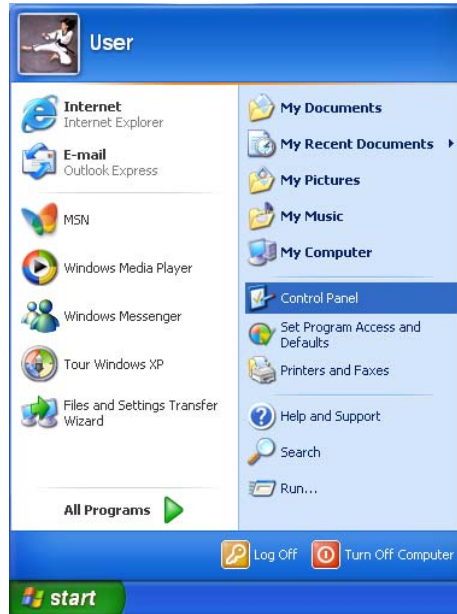 User
Internet
Internet Explorer
E-mail
Outlook Express
MSN
Windows Media Player
Windows Messenger
Tour Windows XP
Files and Settings Transfer
Wizard
All Programs
My Documents
My Recent Documents
My Pictures
My Music
My Computer
Control Panel
Set Program Access and
Defaults
Printers and Faxes
Help and Support
Search
Run...
Log Off
Turn Off Computer
start